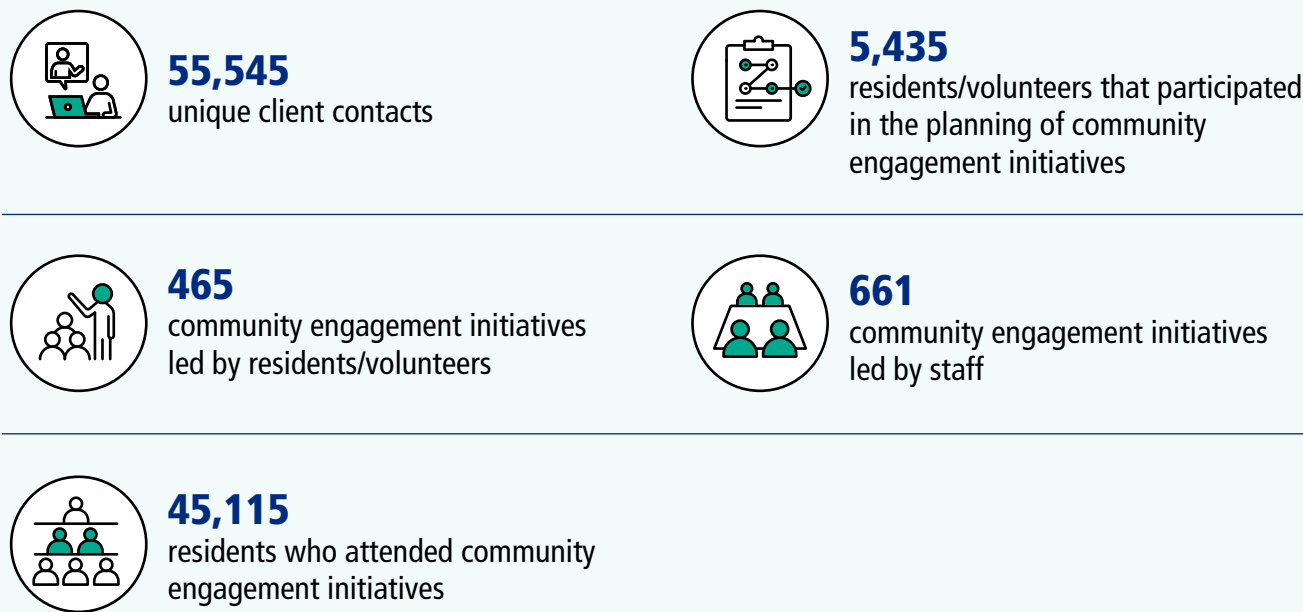 55,545
unique client contacts
5,435
residents/volunteers that participated
in the planning of community
engagement initiatives
465
community engagement initiatives
led by residents/volunteers
661
community engagement initiatives
led by staff
45,115
residents who attended community
engagement initiatives